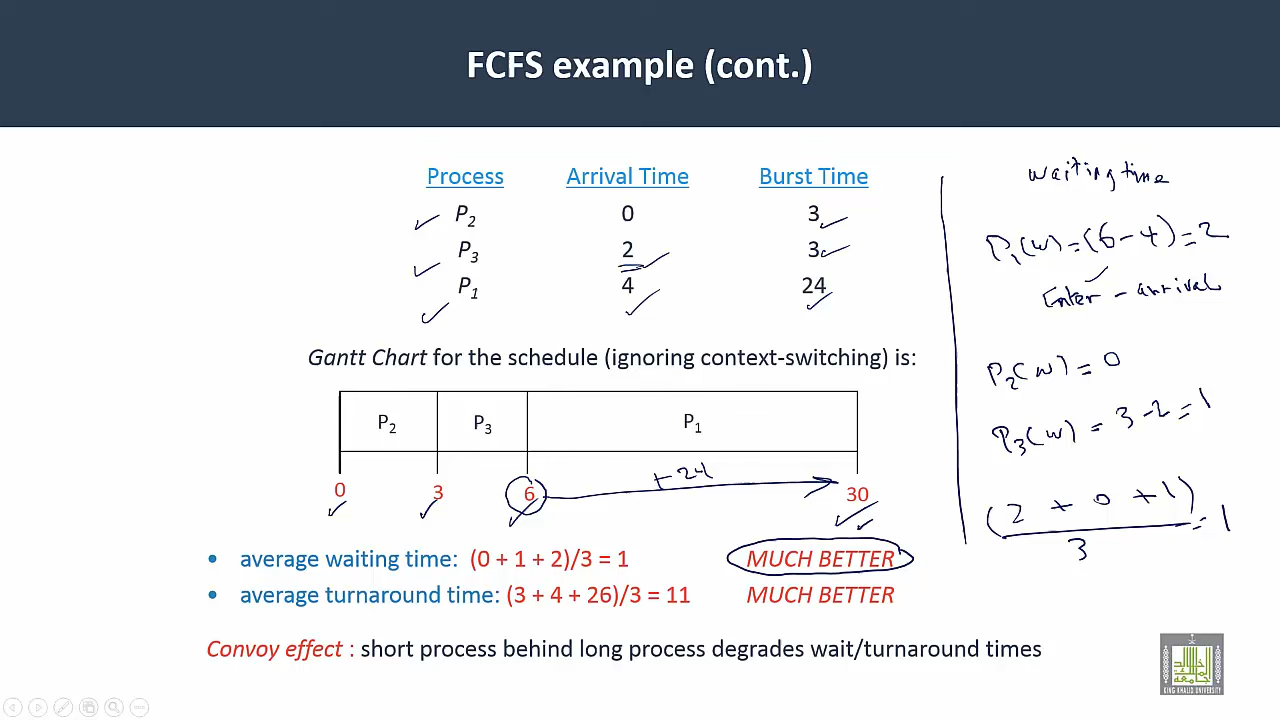 FCFS example (cont.)
Process Arrival Time Burst Time
P2 0 3
P3 2 3
P1 4 24
Gantt Chart for the schedule (ignoring context-switching) is:
P2 P3 P1
+24
0 3 6 30
• average waiting time: (0 + 1 + 2)/3 = 1 MUCH BETTER
• average turnaround time: (3 + 4 + 26)/3 = 11 MUCH BETTER
Convoy effect : short process behind long process degrades wait/turnaround times
waiting time
P1(w) = (6-4) = 2
Enter - arrival
P2(w) = 0
P3(w) = 3-2 = 1
(2 + 0 + 1)
3
= 1
KING KHALID UNIVERSITY